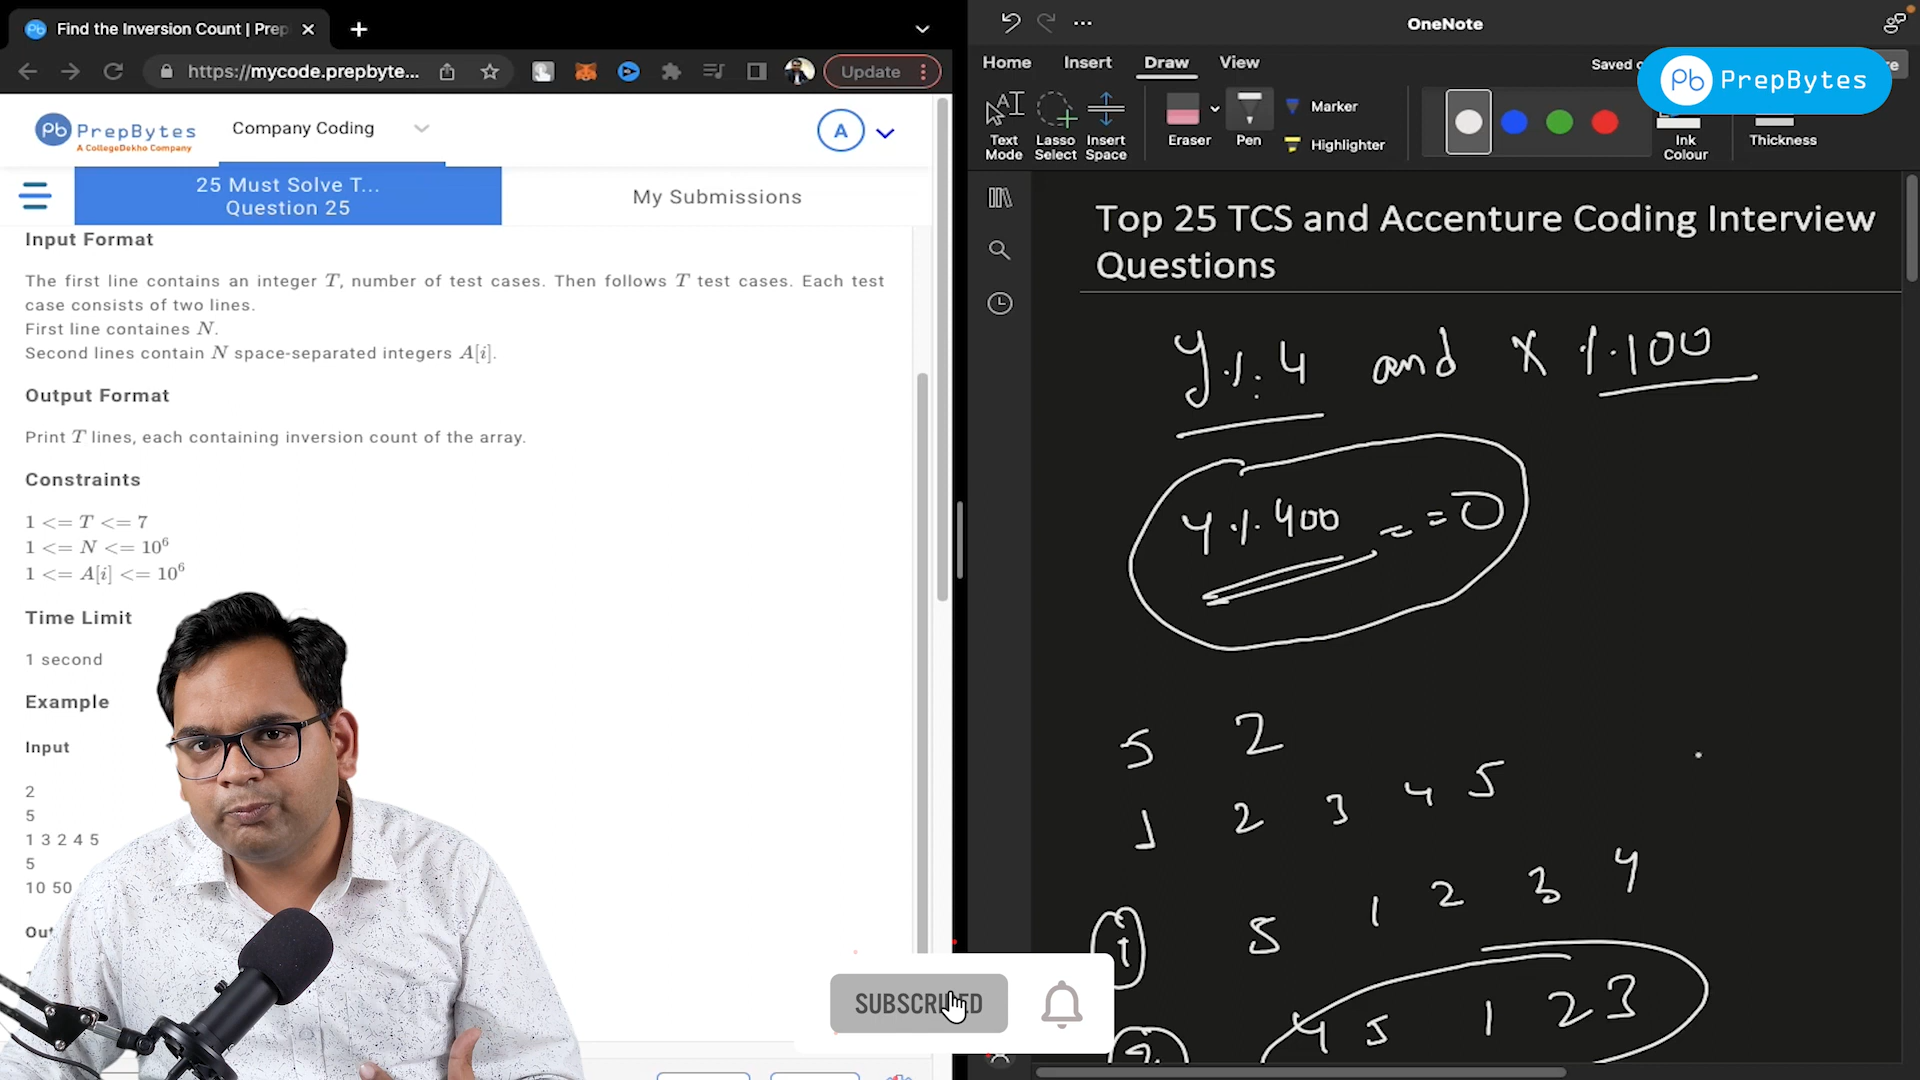 Find the Inversion Count | Prep
https://mycode.prepbyte...
Update
PrepBytes
A CollegeDekho Company
Company Coding
A
25 Must Solve T...
Question 25
My Submissions
Input Format
The first line contains an integer T, number of test cases. Then follows T test cases. Each test
case consists of two lines.
First line containes N.
Second lines contain N space-separated integers A[i].
Output Format
Print T lines, each containing inversion count of the array.
Constraints
1 <= T <= 7
1 <= N <= 10⁶
1 <= A[i] <= 10⁶
Time Limit
1 second
Example
Input
2
5
1 3 2 4 5
5
10 50
Out
SUBSCRIBED
OneNote
Home Insert Draw View
Saved
Pb PrepBytes
Text Mode
Lasso Select
Insert Space
Eraser
Pen
Marker
Highlighter
Ink Colour
Thickness
Top 25 TCS and Accenture Coding Interview
Questions
y % 4 and x % 100
y % 400 == 0
5 2
1 2 3 4 5
1 5 1 2 3 4
2 4 5 1 2 3